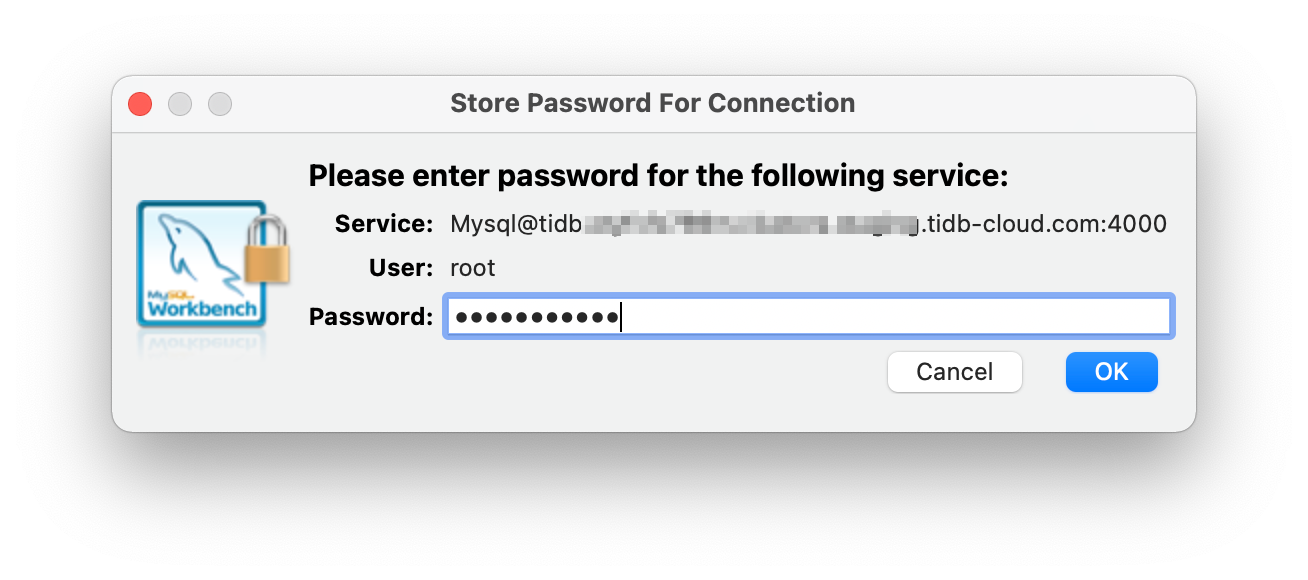 Store Password For Connection
Please enter password for the following service:
Service: Mysql@tidb .tidb-cloud.com:4000
User: root
Password: •••••••••••
MySQL
Workbench
Cancel OK